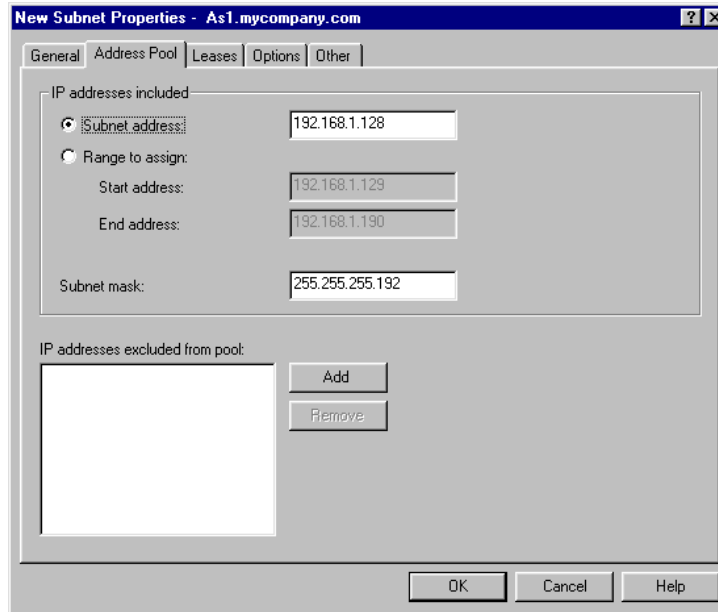 New Subnet Properties - As1.mycompany.com
General Address Pool Leases Options Other
IP addresses included
Subnet address: 192.168.1.128
Range to assign:
Start address: 192.168.1.129
End address: 192.168.1.190
Subnet mask: 255.255.255.192
IP addresses excluded from pool:
Add
Remove
OK Cancel Help